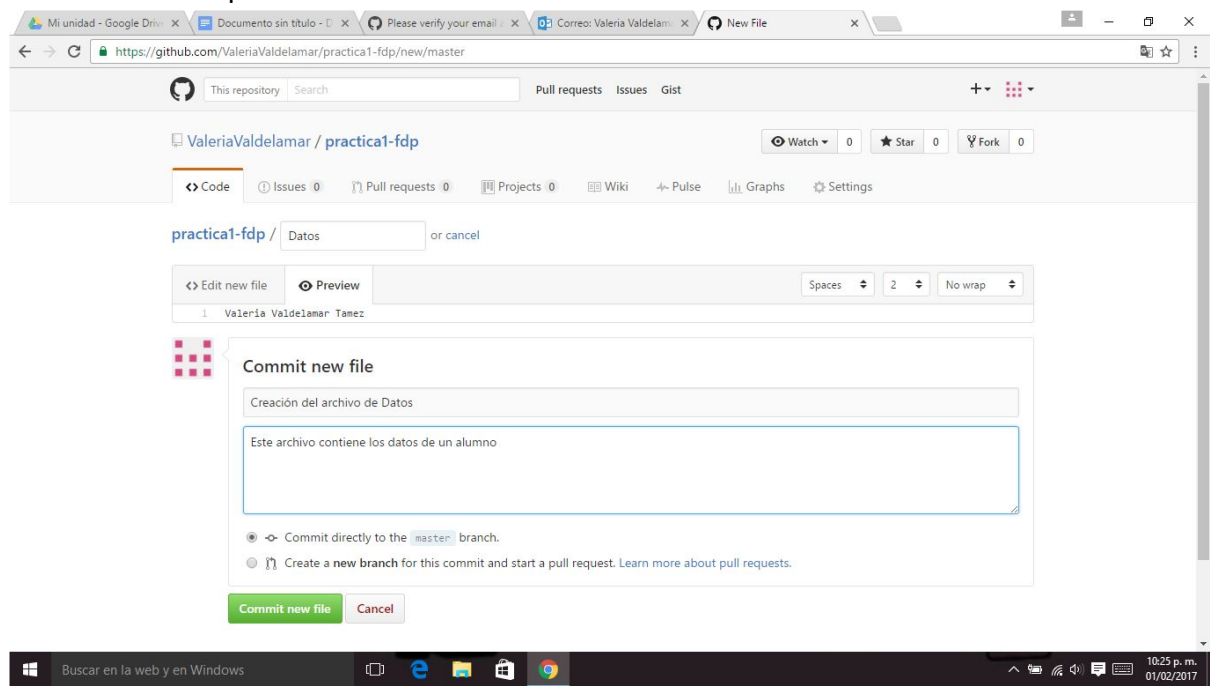 Mi unidad - Google Driv
Documento sin título - D
Please verify your email a
Correo: Valeria Valdelam
New File
https://github.com/ValeriaValdelamar/practica1-fdp/new/master
This repository Search Pull requests Issues Gist
ValeriaValdelamar / practica1-fdp
Watch 0 Star 0 Fork 0
Code Issues 0 Pull requests 0 Projects 0 Wiki Pulse Graphs Settings
practica1-fdp / Datos or cancel
Edit new file Preview Spaces 2 No wrap
1 Valería Valdelamar Tamez
Commit new file
Creación del archivo de Datos
Este archivo contiene los datos de un alumno
Commit directly to the master branch.
Create a new branch for this commit and start a pull request. Learn more about pull requests.
Commit new file Cancel
Buscar en la web y en Windows
10:25 p. m.
01/02/2017